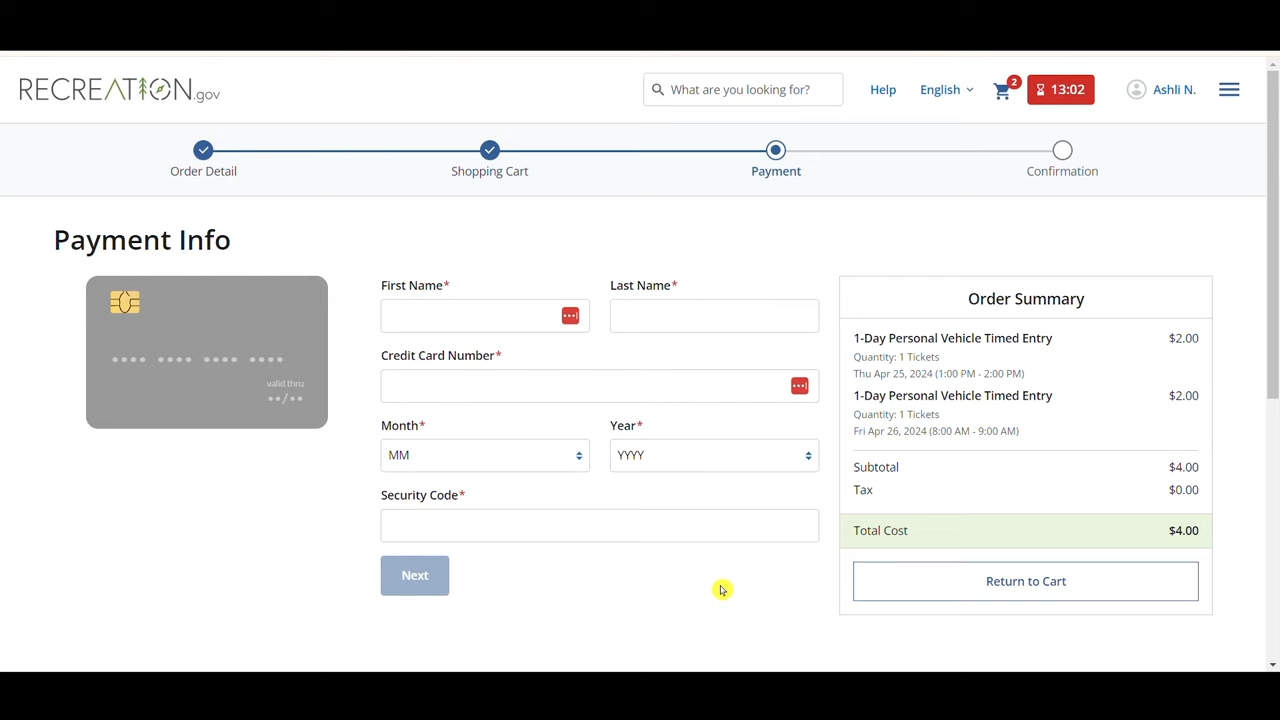 RECREATION.gov
What are you looking for?
Help
English
2
13:02
Ashli N.
Order Detail
Shopping Cart
Payment
Confirmation
Payment Info
valid thru
First Name*
Last Name*
Credit Card Number*
Month*
Year*
MM
YYYY
Security Code*
Next
Order Summary
1-Day Personal Vehicle Timed Entry $2.00
Quantity: 1 Tickets
Thu Apr 25, 2024 (1:00 PM - 2:00 PM)
1-Day Personal Vehicle Timed Entry $2.00
Quantity: 1 Tickets
Fri Apr 26, 2024 (8:00 AM - 9:00 AM)
Subtotal $4.00
Tax $0.00
Total Cost $4.00
Return to Cart